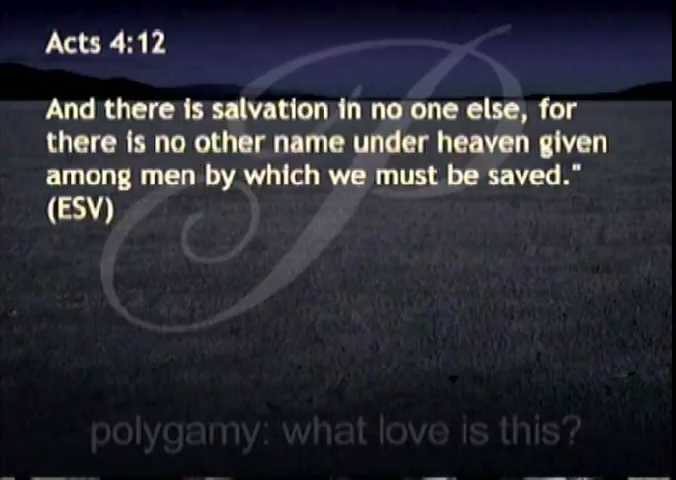 Acts 4:12
And there is salvation in no one else, for
there is no other name under heaven given
among men by which we must be saved."
(ESV)
P
polygamy: what love is this?